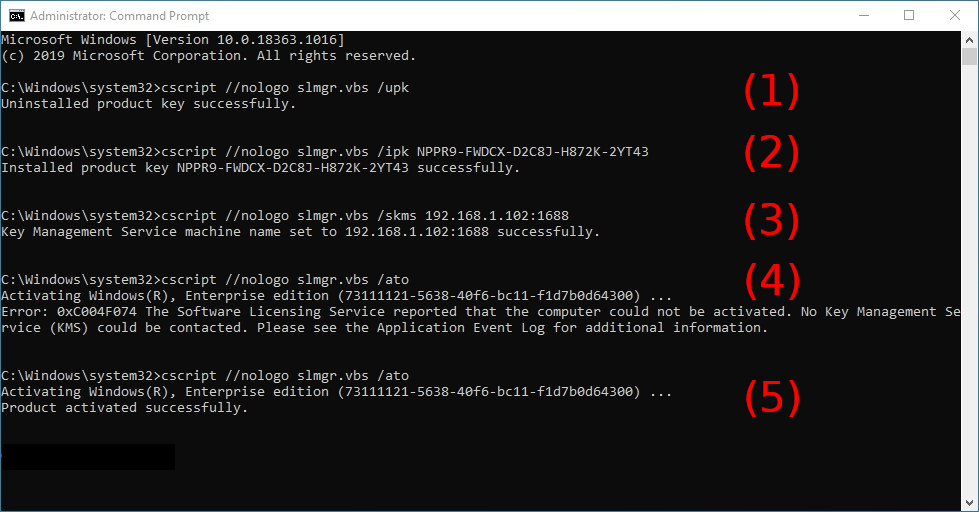 Administrator: Command Prompt
Microsoft Windows [Version 10.0.18363.1016]
(c) 2019 Microsoft Corporation. All rights reserved.
C:\Windows\system32>cscript //nologo slmgr.vbs /upk
(1)
Uninstalled product key successfully.
C:\Windows\system32>cscript //nologo slmgr.vbs /ipk NPPR9-FWDCX-D2C8J-H872K-2YT43
(2)
Installed product key NPPR9-FWDCX-D2C8J-H872K-2YT43 successfully.
C:\Windows\system32>cscript //nologo slmgr.vbs /skms 192.168.1.102:1688
(3)
Key Management Service machine name set to 192.168.1.102:1688 successfully.
C:\Windows\system32>cscript //nologo slmgr.vbs /ato
(4)
Activating Windows(R), Enterprise edition (73111121-5638-40f6-bc11-f1d7b0d64300) ...
Error: 0xC004F074 The Software Licensing Service reported that the computer could not be activated. No Key Management Se
rvice (KMS) could be contacted. Please see the Application Event Log for additional information.
C:\Windows\system32>cscript //nologo slmgr.vbs /ato
Activating Windows(R), Enterprise edition (73111121-5638-40f6-bc11-f1d7b0d64300) ...
(5)
Product activated successfully.